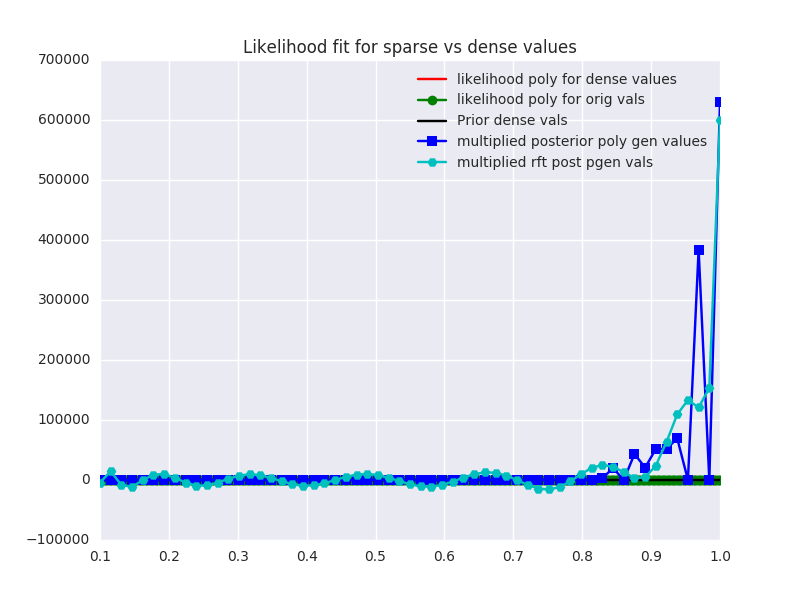 Likelihood fit for sparse vs dense values
700000
600000
500000
400000
300000
200000
100000
0
−100000
likelihood poly for dense values
likelihood poly for orig vals
Prior dense vals
multiplied posterior poly gen values
multiplied rft post pgen vals
0.1 0.2 0.3 0.4 0.5 0.6 0.7 0.8 0.9 1.0